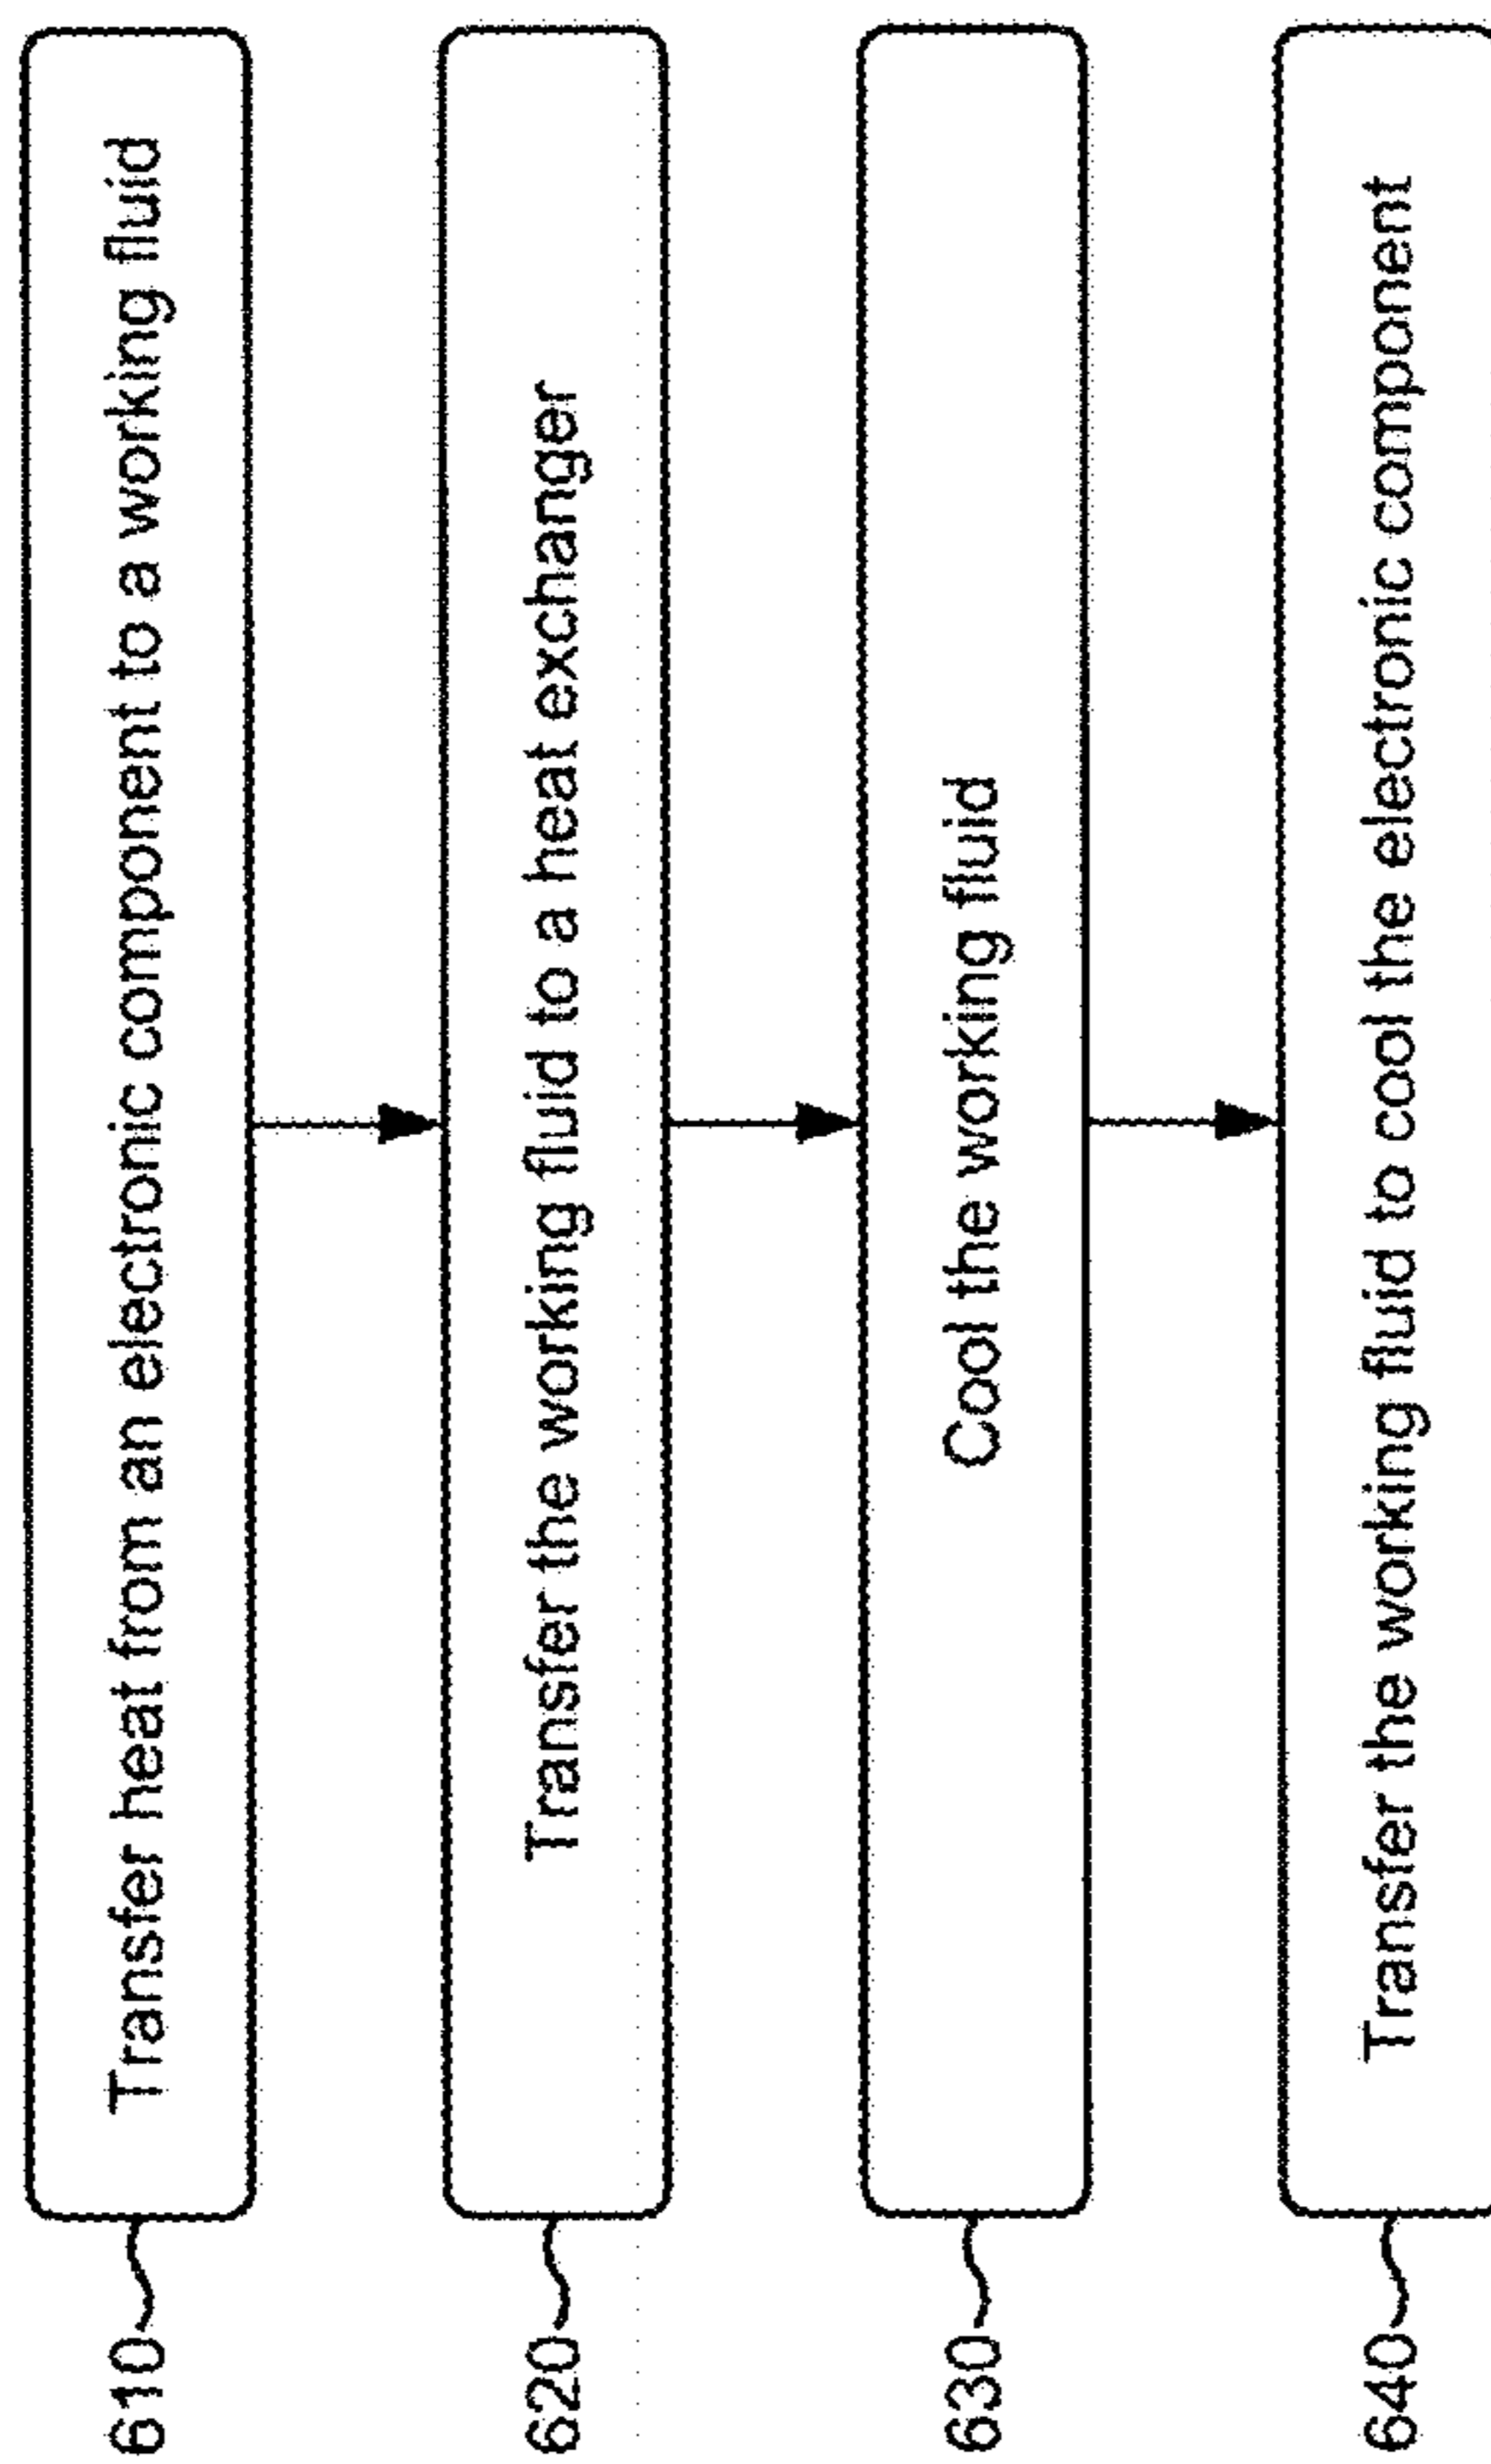 610 Transfer heat from an electronic component to a working fluid
620 Transfer the working fluid to a heat exchanger
630 Cool the working fluid
640 Transfer the working fluid to cool the electronic component